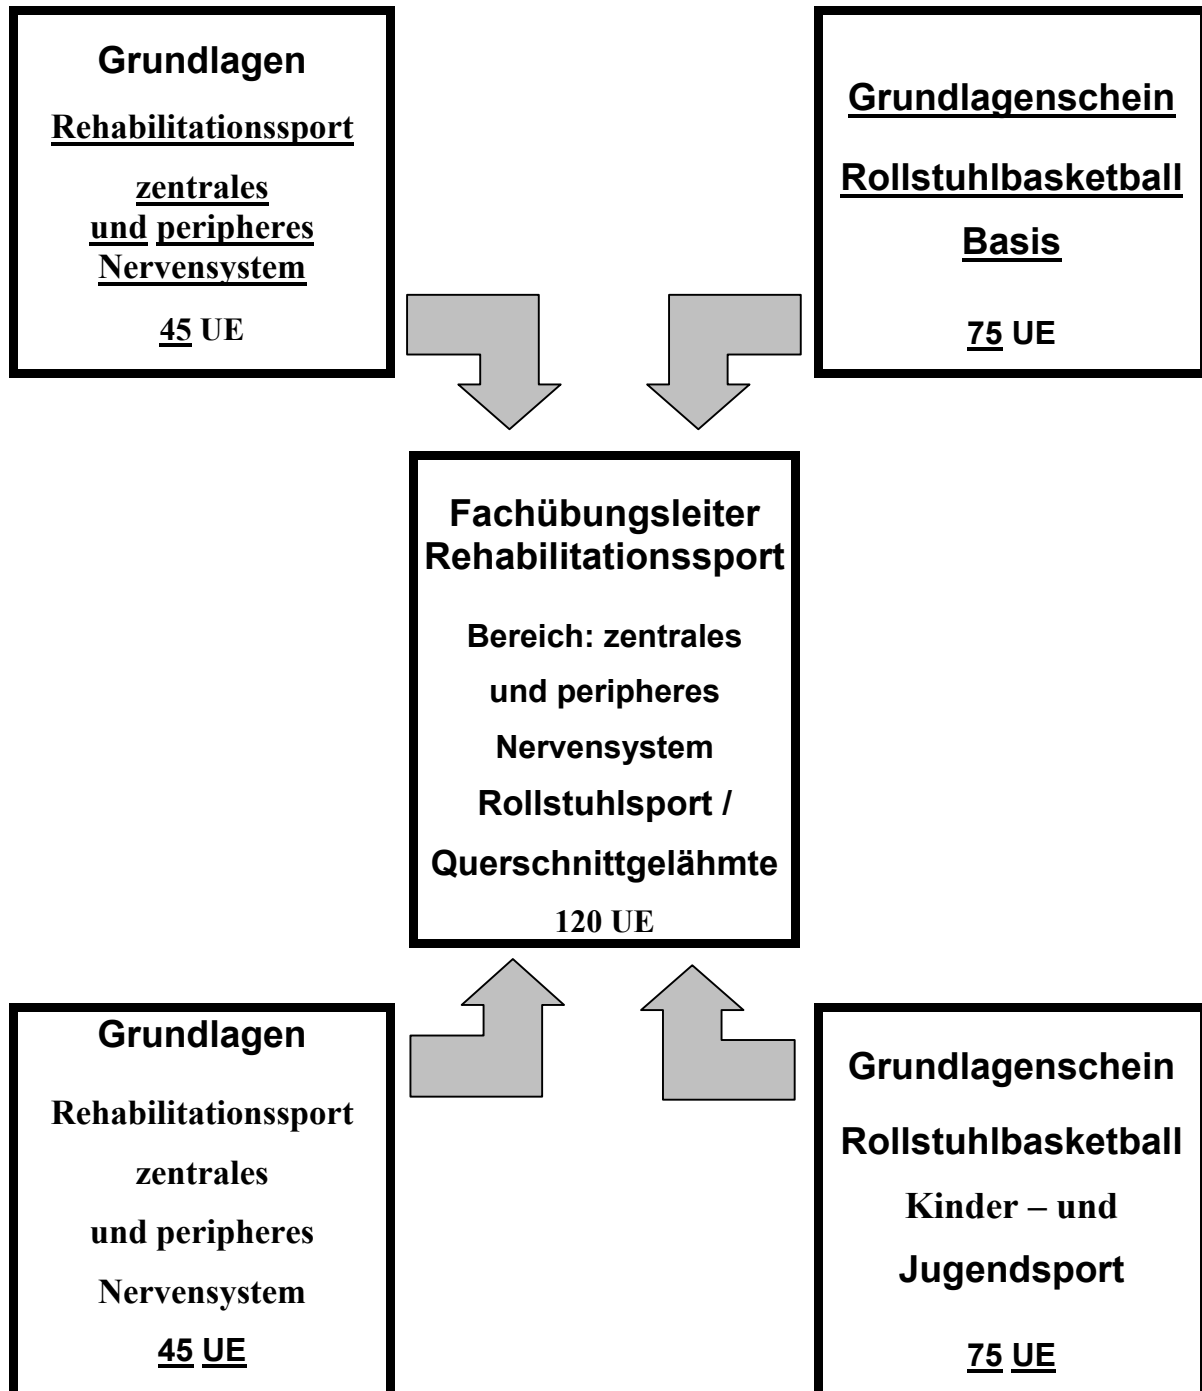 Grundlagen
Rehabilitationssport
zentrales
und peripheres
Nervensystem
45 UE
Grundlagenschein
Rollstuhlbasketball
Basis
75 UE
Fachübungsleiter
Rehabilitationssport
Bereich: zentrales
und peripheres
Nervensystem
Rollstuhlsport /
Querschnittgelähmte
120 UE
Grundlagen
Rehabilitationssport
zentrales
und peripheres
Nervensystem
45 UE
Grundlagenschein
Rollstuhlbasketball
Kinder – und
Jugendsport
75 UE